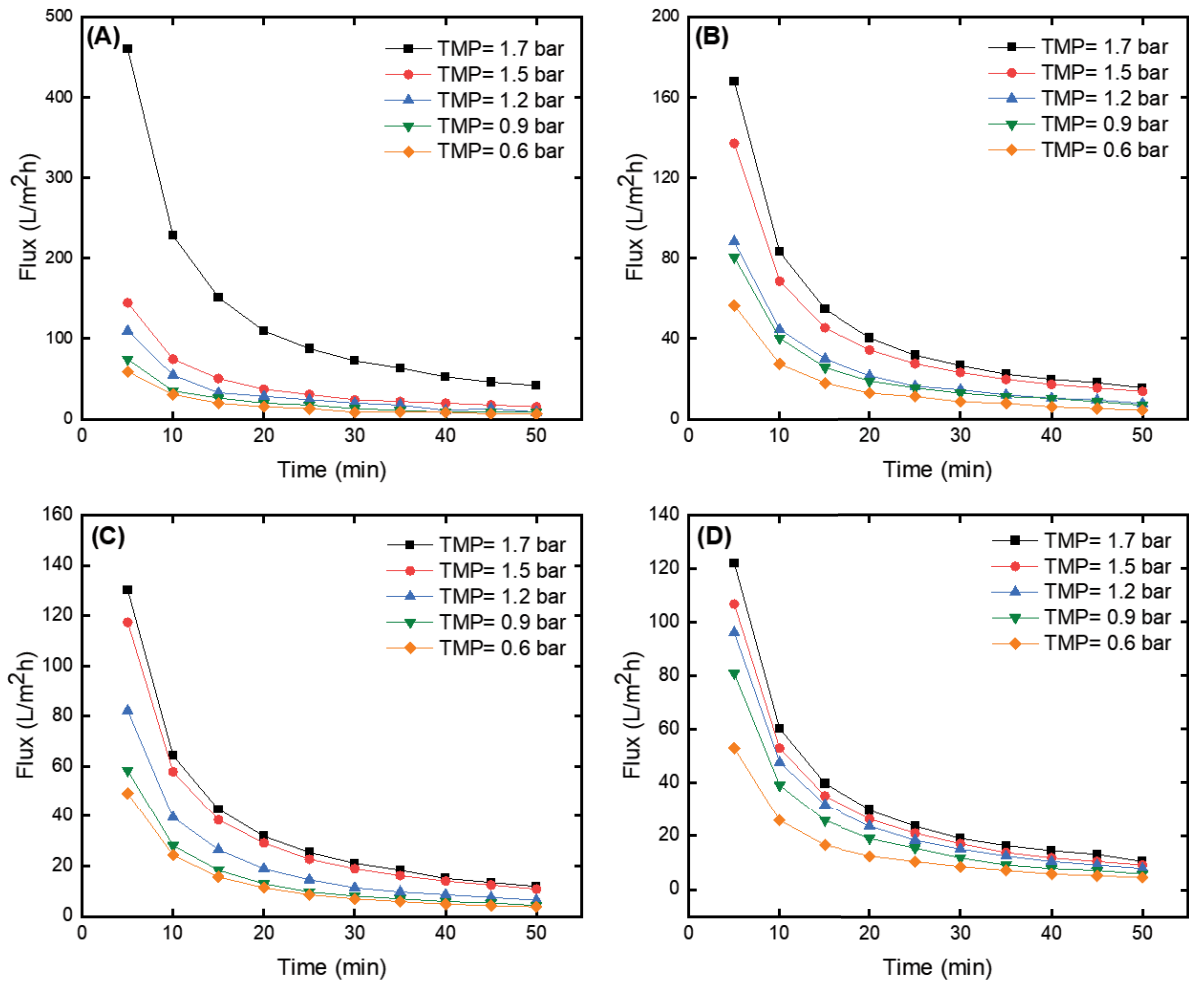 (A)
TMP= 1.7 bar
TMP= 1.5 bar
TMP= 1.2 bar
TMP= 0.9 bar
TMP= 0.6 bar
500
400
300
200
100
0
Flux (L/m²h)
0 10 20 30 40 50
Time (min)
(B)
TMP= 1.7 bar
TMP= 1.5 bar
TMP= 1.2 bar
TMP= 0.9 bar
TMP= 0.6 bar
200
160
120
80
40
0
Flux (L/m²h)
0 10 20 30 40 50
Time (min)
(C)
TMP= 1.7 bar
TMP= 1.5 bar
TMP= 1.2 bar
TMP= 0.9 bar
TMP= 0.6 bar
160
140
120
100
80
60
40
20
0
Flux (L/m²h)
0 10 20 30 40 50
Time (min)
(D)
TMP= 1.7 bar
TMP= 1.5 bar
TMP= 1.2 bar
TMP= 0.9 bar
TMP= 0.6 bar
140
120
100
80
60
40
20
0
Flux (L/m²h)
0 10 20 30 40 50
Time (min)